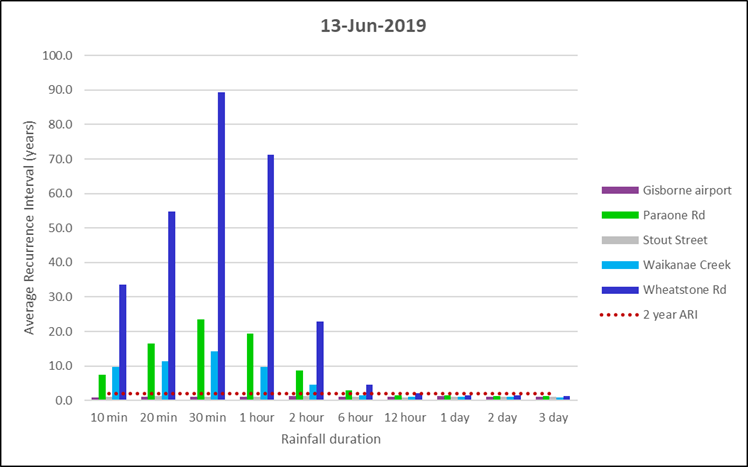 13-Jun-2019
Average Recurrence Interval (years)
100.0
90.0
80.0
70.0
60.0
50.0
40.0
30.0
20.0
10.0
0.0
10 min 20 min 30 min 1 hour 2 hour 6 hour 12 hour 1 day 2 day 3 day
Rainfall duration
Gisborne airport
Paraone Rd
Stout Street
Waikanae Creek
Wheatstone Rd
2 year ARI